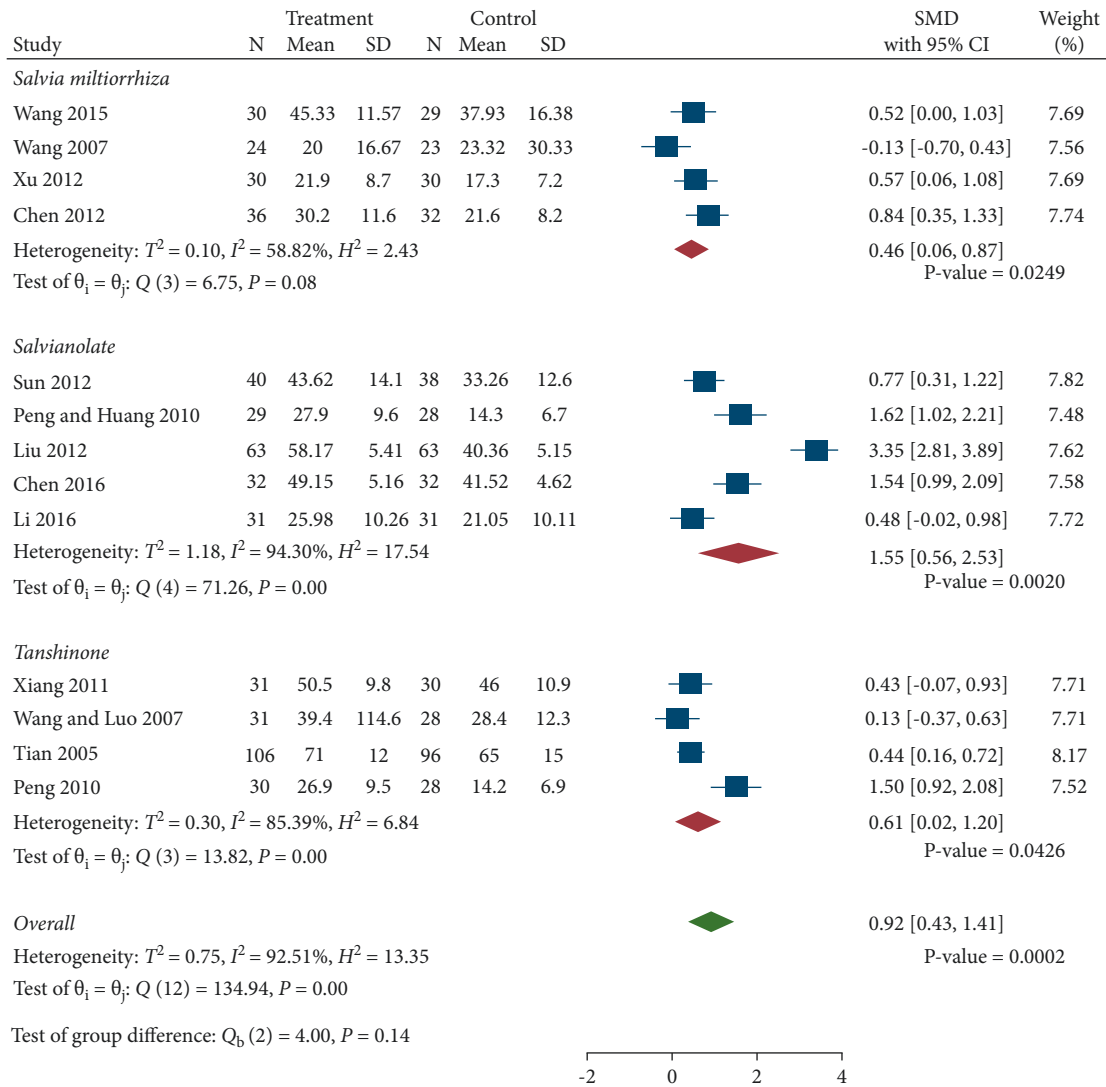 Treatment Control SMD Weight
Study N Mean SD N Mean SD with 95% CI (%)
Salvia miltiorrhiza
Wang 2015 30 45.33 11.57 29 37.93 16.38 0.52 [0.00, 1.03] 7.69
Wang 2007 24 20 16.67 23 23.32 30.33 -0.13 [-0.70, 0.43] 7.56
Xu 2012 30 21.9 8.7 30 17.3 7.2 0.57 [0.06, 1.08] 7.69
Chen 2012 36 30.2 11.6 32 21.6 8.2 0.84 [0.35, 1.33] 7.74
Heterogeneity: T² = 0.10, I² = 58.82%, H² = 2.43 0.46 [0.06, 0.87]
Test of θi = θj: Q (3) = 6.75, P = 0.08 P-value = 0.0249
Salvianolate
Sun 2012 40 43.62 14.1 38 33.26 12.6 0.77 [0.31, 1.22] 7.82
Peng and Huang 2010 29 27.9 9.6 28 14.3 6.7 1.62 [1.02, 2.21] 7.48
Liu 2012 63 58.17 5.41 63 40.36 5.15 3.35 [2.81, 3.89] 7.62
Chen 2016 32 49.15 5.16 32 41.52 4.62 1.54 [0.99, 2.09] 7.58
Li 2016 31 25.98 10.26 31 21.05 10.11 0.48 [-0.02, 0.98] 7.72
Heterogeneity: T² = 1.18, I² = 94.30%, H² = 17.54 1.55 [0.56, 2.53]
Test of θi = θj: Q (4) = 71.26, P = 0.00 P-value = 0.0020
Tanshinone
Xiang 2011 31 50.5 9.8 30 46 10.9 0.43 [-0.07, 0.93] 7.71
Wang and Luo 2007 31 39.4 114.6 28 28.4 12.3 0.13 [-0.37, 0.63] 7.71
Tian 2005 106 71 12 96 65 15 0.44 [0.16, 0.72] 8.17
Peng 2010 30 26.9 9.5 28 14.2 6.9 1.50 [0.92, 2.08] 7.52
Heterogeneity: T² = 0.30, I² = 85.39%, H² = 6.84 0.61 [0.02, 1.20]
Test of θi = θj: Q (3) = 13.82, P = 0.00 P-value = 0.0426
Overall 0.92 [0.43, 1.41]
Heterogeneity: T² = 0.75, I² = 92.51%, H² = 13.35 P-value = 0.0002
Test of θi = θj: Q (12) = 134.94, P = 0.00
Test of group difference: Qb (2) = 4.00, P = 0.14
-2 0 2 4